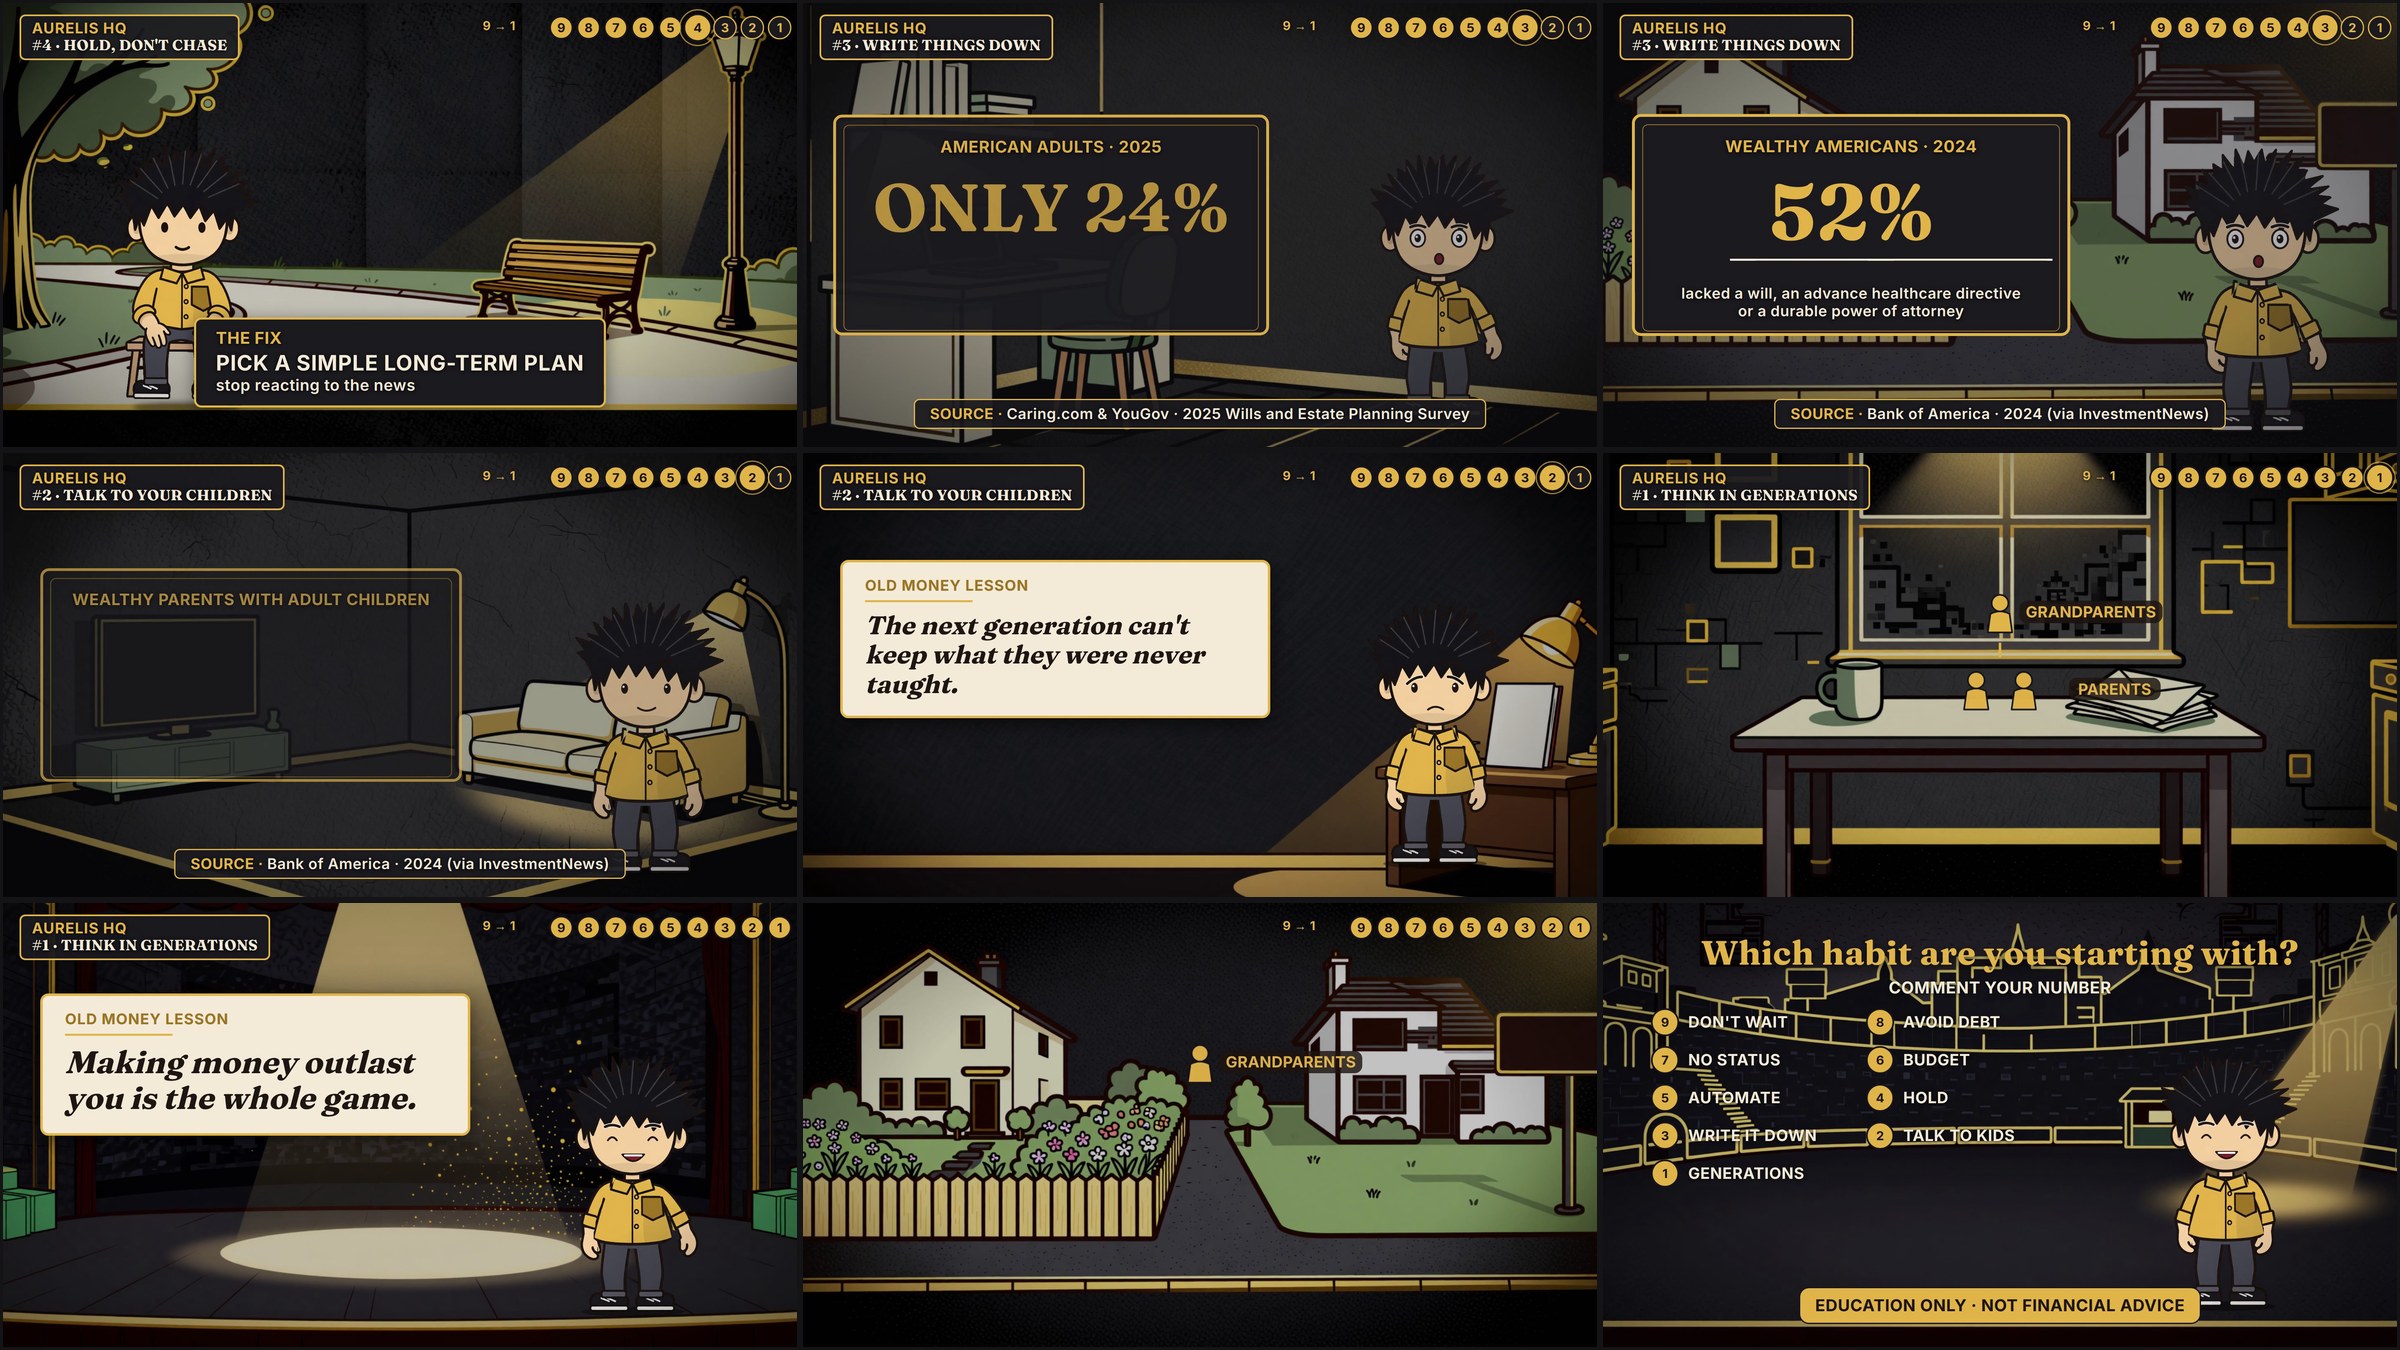 AURELIS HQ
#4 · HOLD, DON'T CHASE
9 → 1
9 8 7 6 5 4 3 2 1
THE FIX
PICK A SIMPLE LONG-TERM PLAN
stop reacting to the news
AURELIS HQ
#3 · WRITE THINGS DOWN
9 → 1
9 8 7 6 5 4 3 2 1
AMERICAN ADULTS · 2025
ONLY 24%
SOURCE · Caring.com & YouGov · 2025 Wills and Estate Planning Survey
AURELIS HQ
#3 · WRITE THINGS DOWN
9 → 1
9 8 7 6 5 4 3 2 1
WEALTHY AMERICANS · 2024
52%
lacked a will, an advance healthcare directive
or a durable power of attorney
SOURCE · Bank of America · 2024 (via InvestmentNews)
AURELIS HQ
#2 · TALK TO YOUR CHILDREN
9 → 1
9 8 7 6 5 4 3 2 1
WEALTHY PARENTS WITH ADULT CHILDREN
SOURCE · Bank of America · 2024 (via InvestmentNews)
AURELIS HQ
#2 · TALK TO YOUR CHILDREN
9 → 1
9 8 7 6 5 4 3 2 1
OLD MONEY LESSON
The next generation can't
keep what they were never
taught.
AURELIS HQ
#1 · THINK IN GENERATIONS
9 → 1
9 8 7 6 5 4 3 2 1
GRANDPARENTS
PARENTS
AURELIS HQ
#1 · THINK IN GENERATIONS
9 → 1
9 8 7 6 5 4 3 2 1
OLD MONEY LESSON
Making money outlast
you is the whole game.
9 → 1
9 8 7 6 5 4 3 2 1
GRANDPARENTS
Which habit are you starting with?
COMMENT YOUR NUMBER
9 DON'T WAIT
8 AVOID DEBT
7 NO STATUS
6 BUDGET
5 AUTOMATE
4 HOLD
3 WRITE IT DOWN
2 TALK TO KIDS
1 GENERATIONS
EDUCATION ONLY · NOT FINANCIAL ADVICE